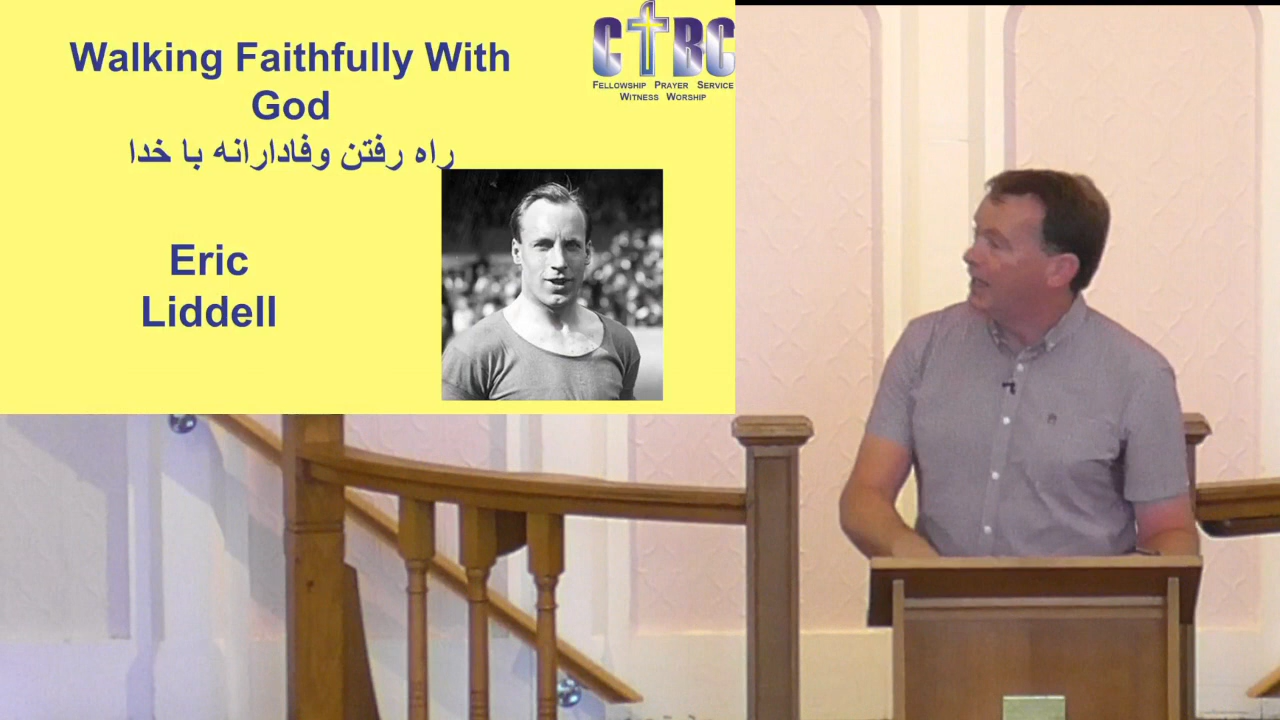 Walking Faithfully With
God
راه رفتن وفادارانه با خدا
Eric
Liddell
CTBC
Fellowship Prayer Service
Witness Worship